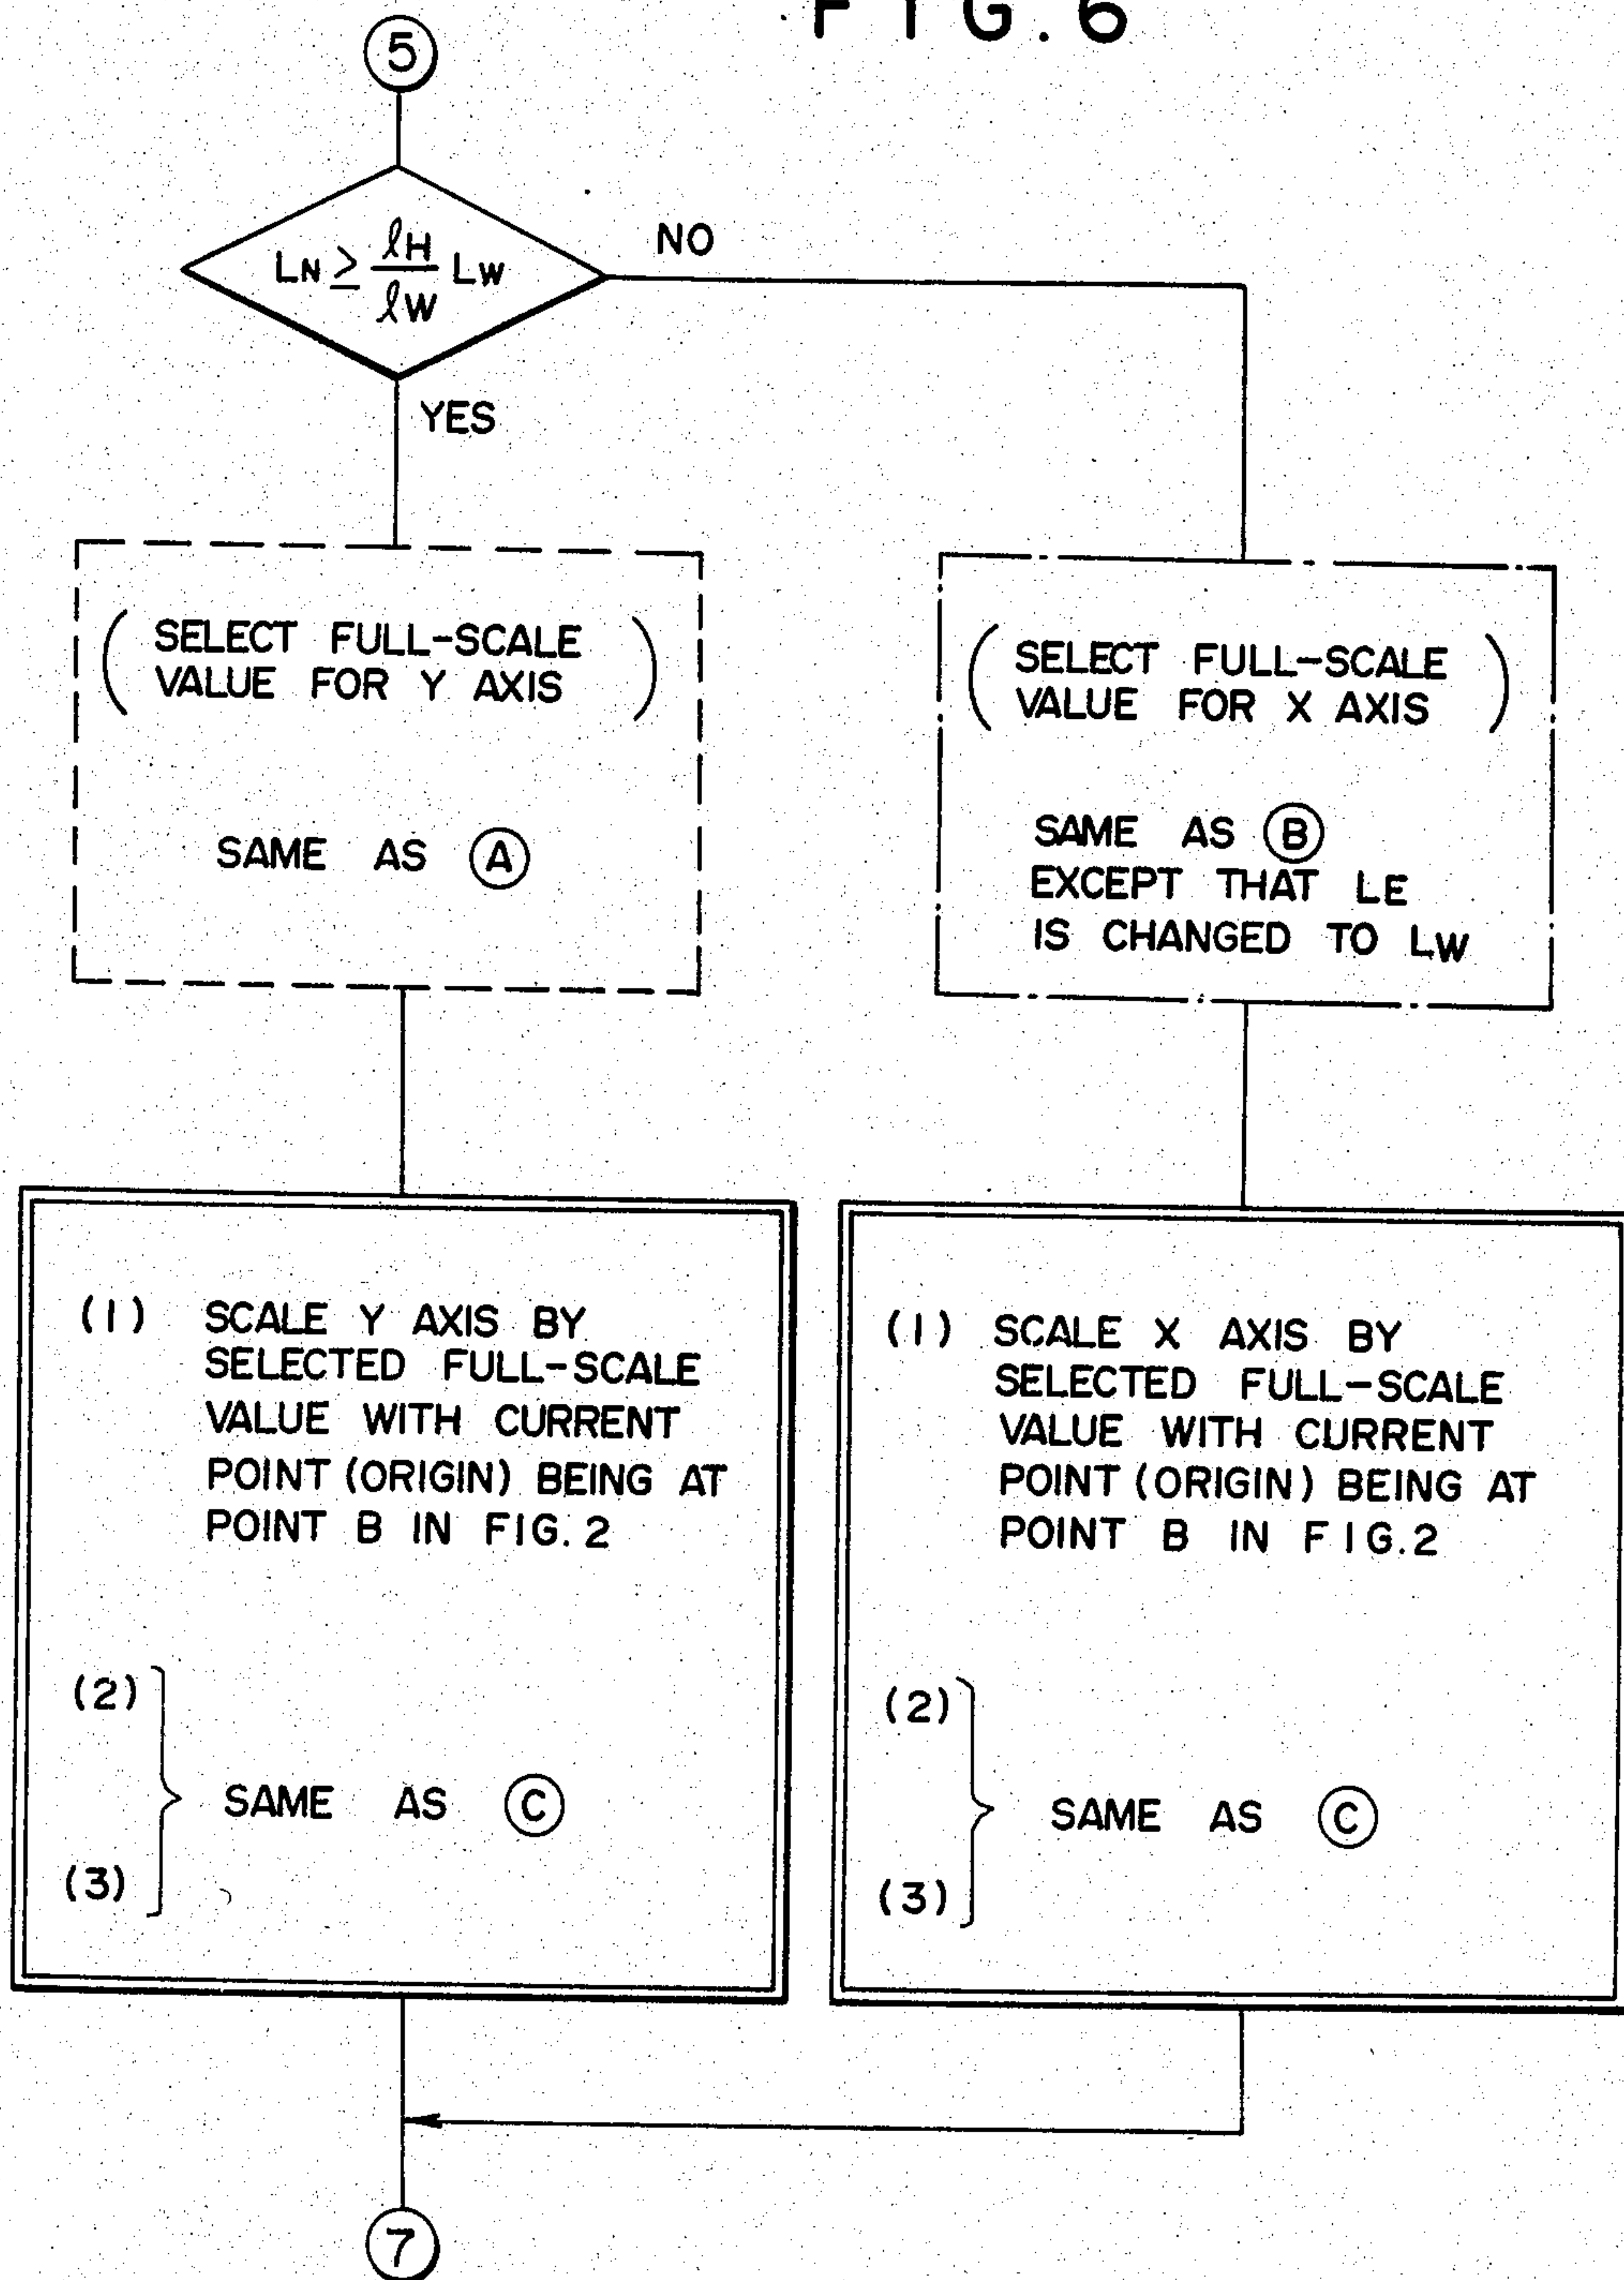 FIG.6
5
LN ≥ ℓH/ℓW LW
NO
YES
( SELECT FULL-SCALE
VALUE FOR Y AXIS )
SAME AS A
( SELECT FULL-SCALE
VALUE FOR X AXIS )
SAME AS B
EXCEPT THAT LE
IS CHANGED TO LW
(1) SCALE Y AXIS BY
SELECTED FULL-SCALE
VALUE WITH CURRENT
POINT (ORIGIN) BEING AT
POINT B IN FIG. 2
(2)
SAME AS C
(3)
(1) SCALE X AXIS BY
SELECTED FULL-SCALE
VALUE WITH CURRENT
POINT (ORIGIN) BEING AT
POINT B IN FIG.2
(2)
SAME AS C
(3)
7